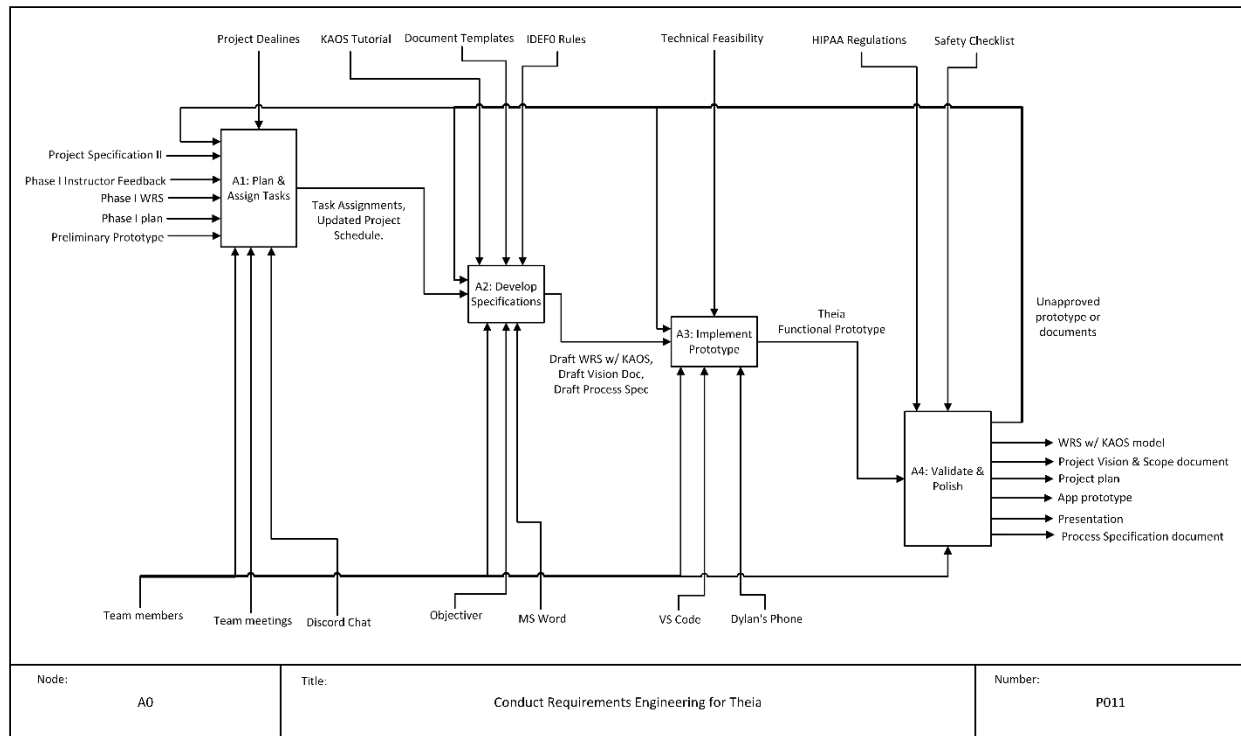 Project Dealines
KAOS Tutorial
Document Templates
IDEF0 Rules
Technical Feasibility
HIPAA Regulations
Safety Checklist
Project Specification II
Phase I Instructor Feedback
Phase I WRS
Phase I plan
Preliminary Prototype
A1: Plan &
Assign Tasks
Task Assignments,
Updated Project
Schedule.
A2: Develop
Specifications
Draft WRS w/ KAOS,
Draft Vision Doc,
Draft Process Spec
A3: Implement
Prototype
Theia
Functional Prototype
Unapproved
prototype or
documents
A4: Validate &
Polish
WRS w/ KAOS model
Project Vision & Scope document
Project plan
App prototype
Presentation
Process Specification document
Team members
Team meetings
Discord Chat
Objectiver
MS Word
VS Code
Dylan's Phone
Node:
A0
Title:
Conduct Requirements Engineering for Theia
Number:
P011